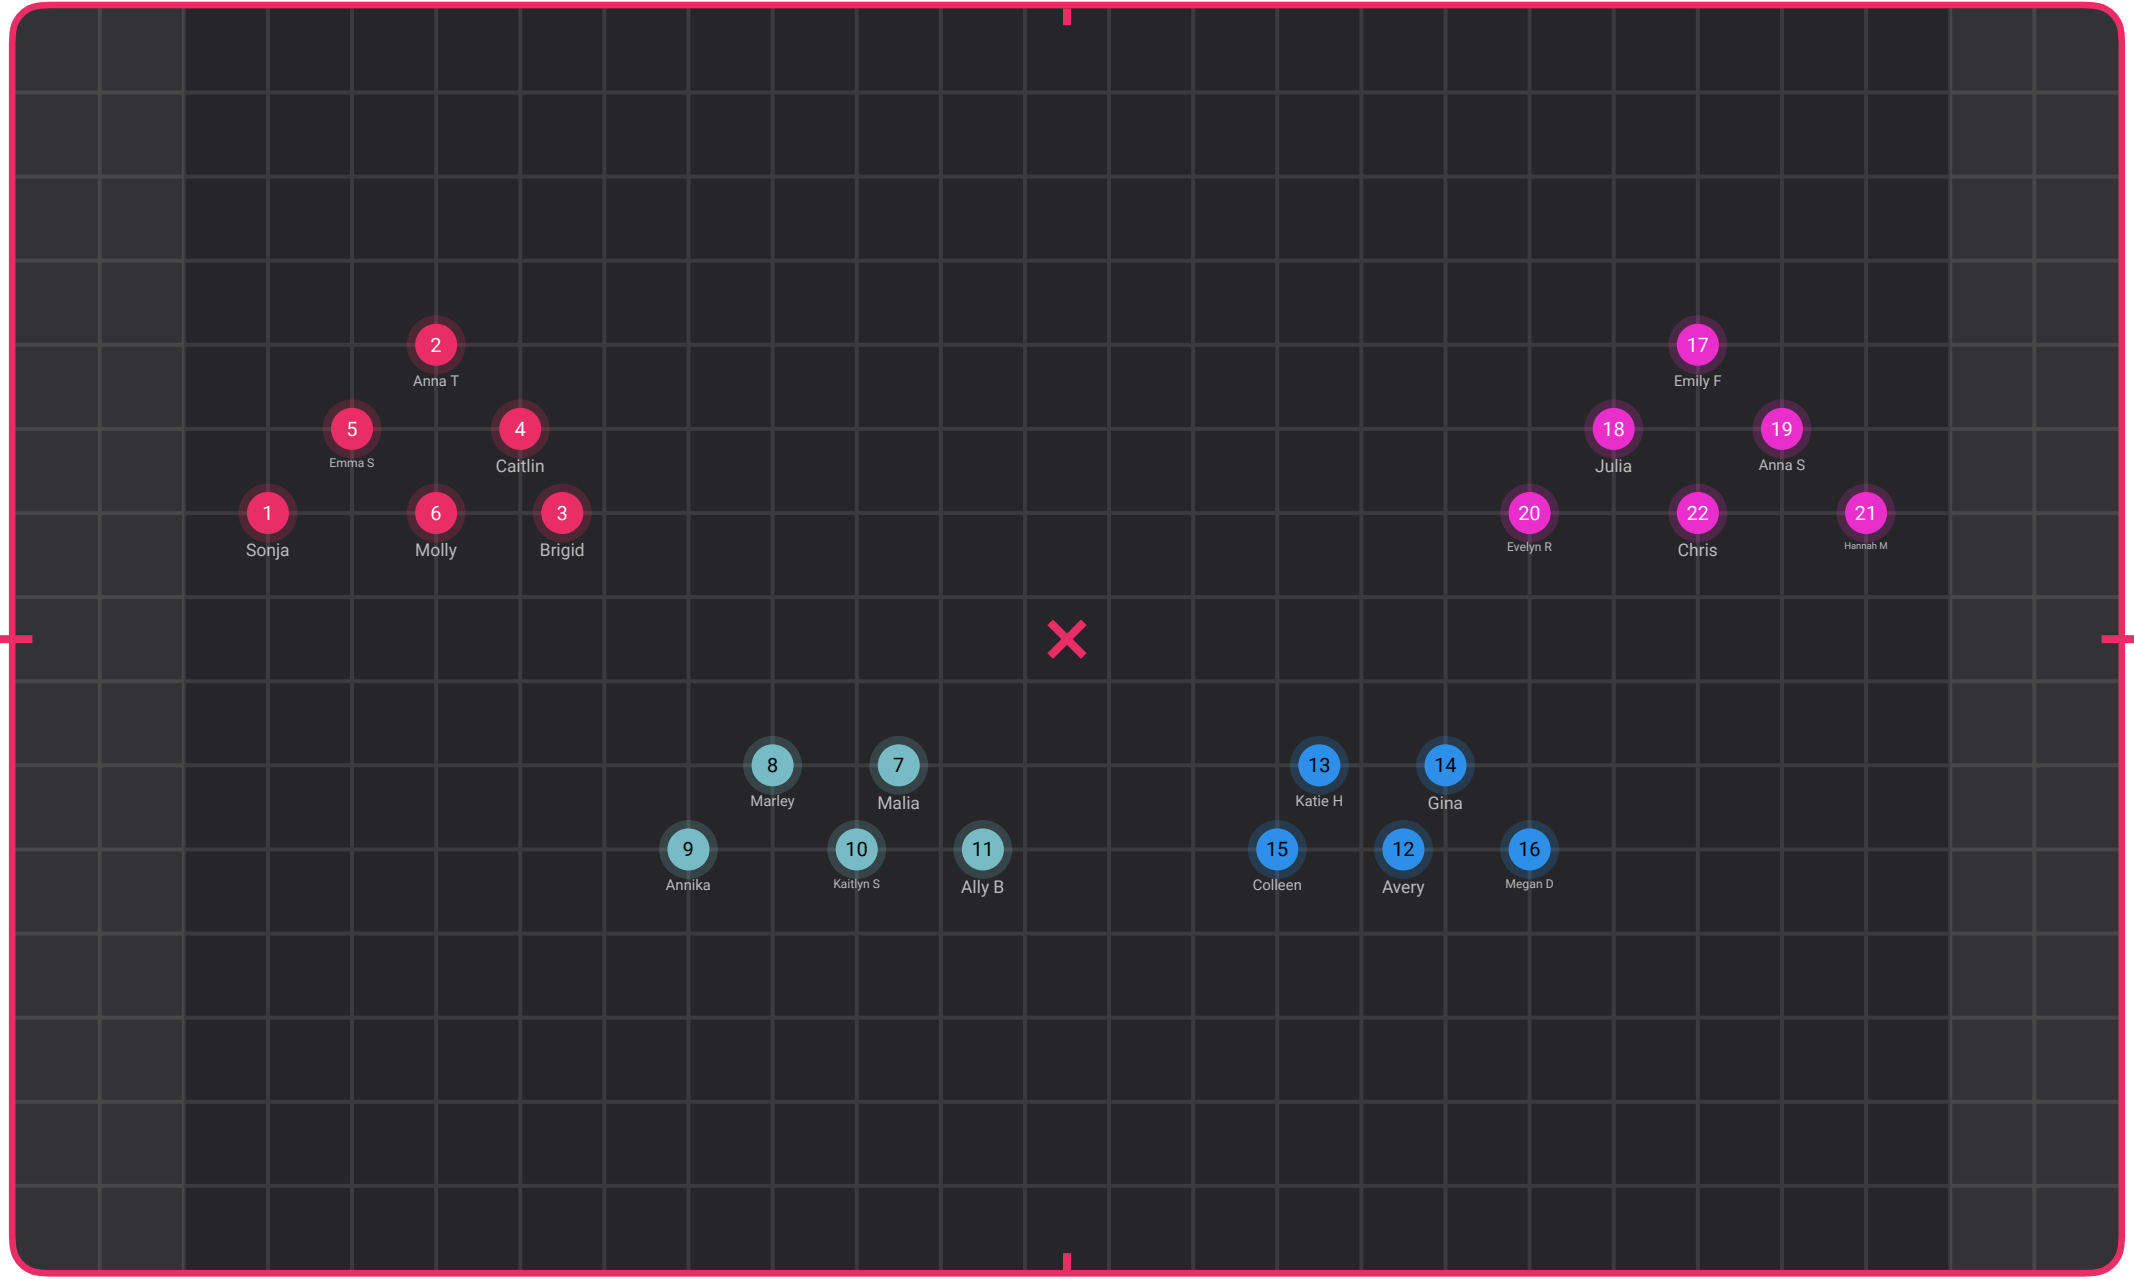 2
Anna T
17
Emily F
5
Emma S
4
Caitlin
18
Julia
19
Anna S
1
Sonja
6
Molly
3
Brigid
20
Evelyn R
22
Chris
21
Hannah M
8
Marley
7
Malia
13
Katie H
14
Gina
9
Annika
10
Kaitlyn S
11
Ally B
15
Colleen
12
Avery
16
Megan D